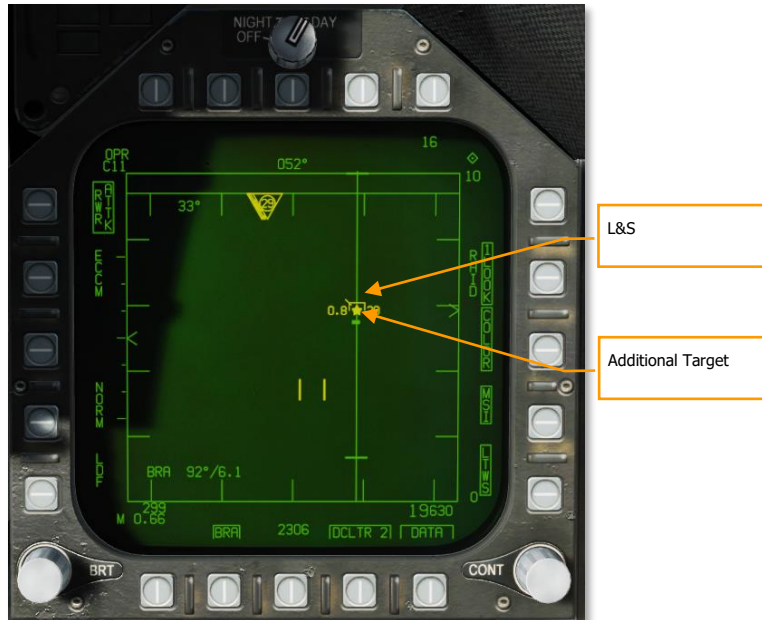 NIGHT DAY
OFF
16
OPR
C11
052°
10
RWR
ATTK
33°
29
L&S
ECCM
RAID
1LOOK
COLOR
0.8
Additional Target
NORM
MSI
BRA 92°/6.1
LTWS
0
299
M 0.66
19630
BRA
2306
DCLTR 2
DATA
BRT
CONT